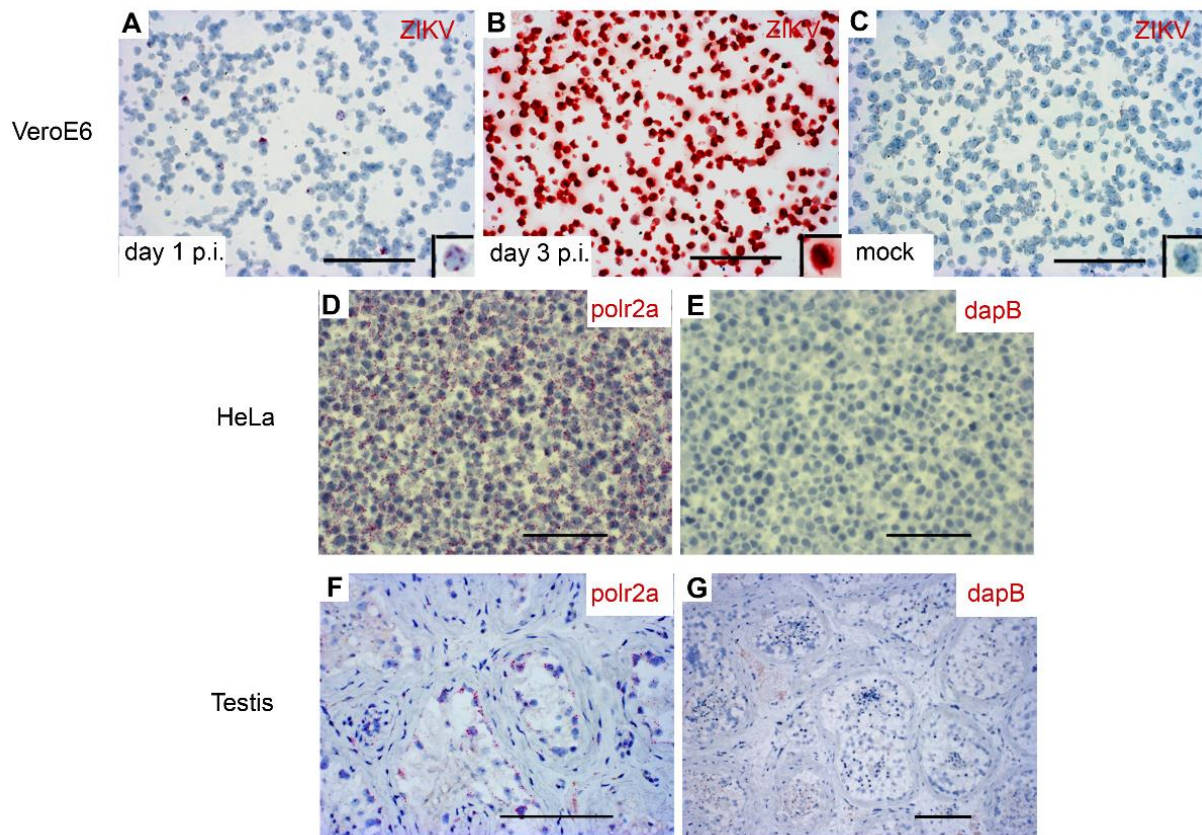 A
ZIKV
B
ZIKV
C
ZIKV
VeroE6
day 1 p.i.
day 3 p.i.
mock
D
polr2a
E
dapB
HeLa
F
polr2a
G
dapB
Testis